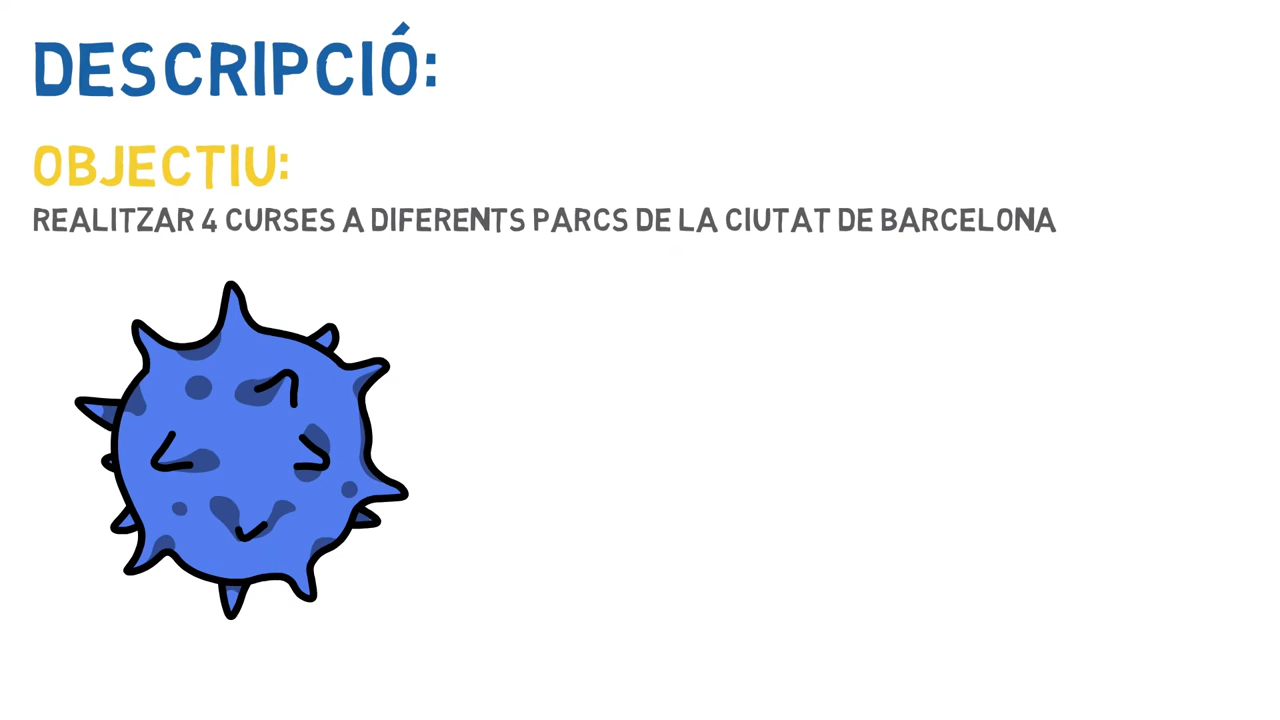 DESCRIPCIÓ:
OBJECTIU:
REALITZAR 4 CURSES A DIFERENTS PARCS DE LA CIUTAT DE BARCELONA